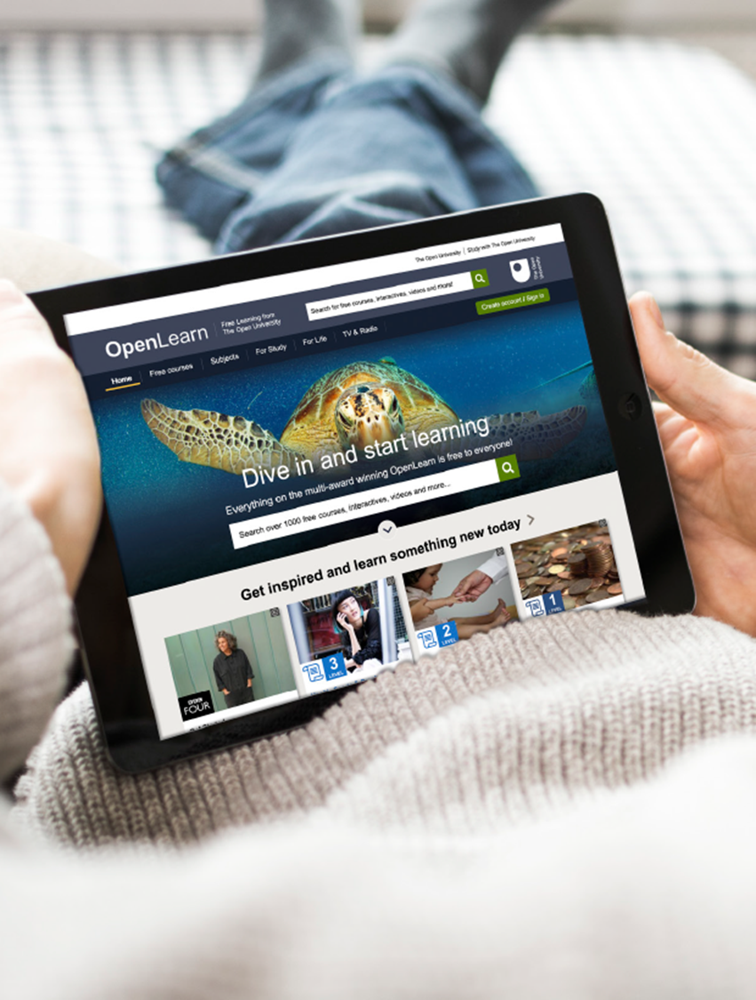 The Open University | Study with The Open University
OpenLearn
Free Learning from
The Open University
Search for free courses, interactives, videos and more!
The Open
University
Create account / Sign in
Home
Free courses
Subjects
For Study
For Life
TV & Radio
Dive in and start learning
Everything on the multi-award winning OpenLearn is free to everyone!
Search over 1000 free courses, interactives, videos and more...
Get inspired and learn something new today
BBC
FOUR
3
LEVEL
2
LEVEL
1
LEVEL